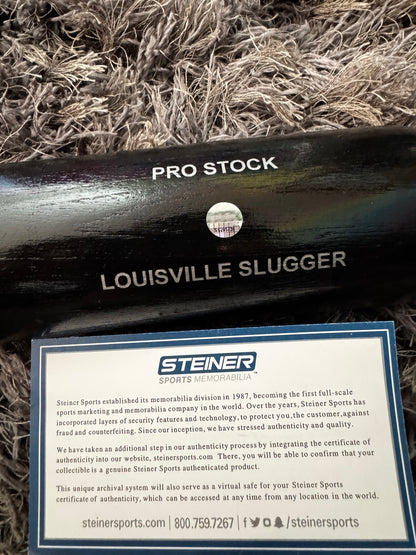 PRO STOCK
LOUISVILLE SLUGGER
STEINER
SPORTS MEMORABILIA™
Steiner Sports established its memorabilia division in 1987, becoming the first full-scale
sports marketing and memorabilia company in the world. Over the years, Steiner Sports has
incorporated layers of security features and technology, to protect you, the customer, against
fraud and counterfeiting. Since our inception, we have stressed authenticity and quality.
We have taken an additional step in our authenticity process by integrating the certificate of
authenticity into our website, steinersports.com  There, you will be able to confirm that your
collectible is a genuine Steiner Sports authenticated product.
This unique archival system will also serve as a virtual safe for your Steiner Sports
certificate of authenticity, which can be accessed at any time from any location in the world.
steinersports.com | 800.759.7267 | /steinersports